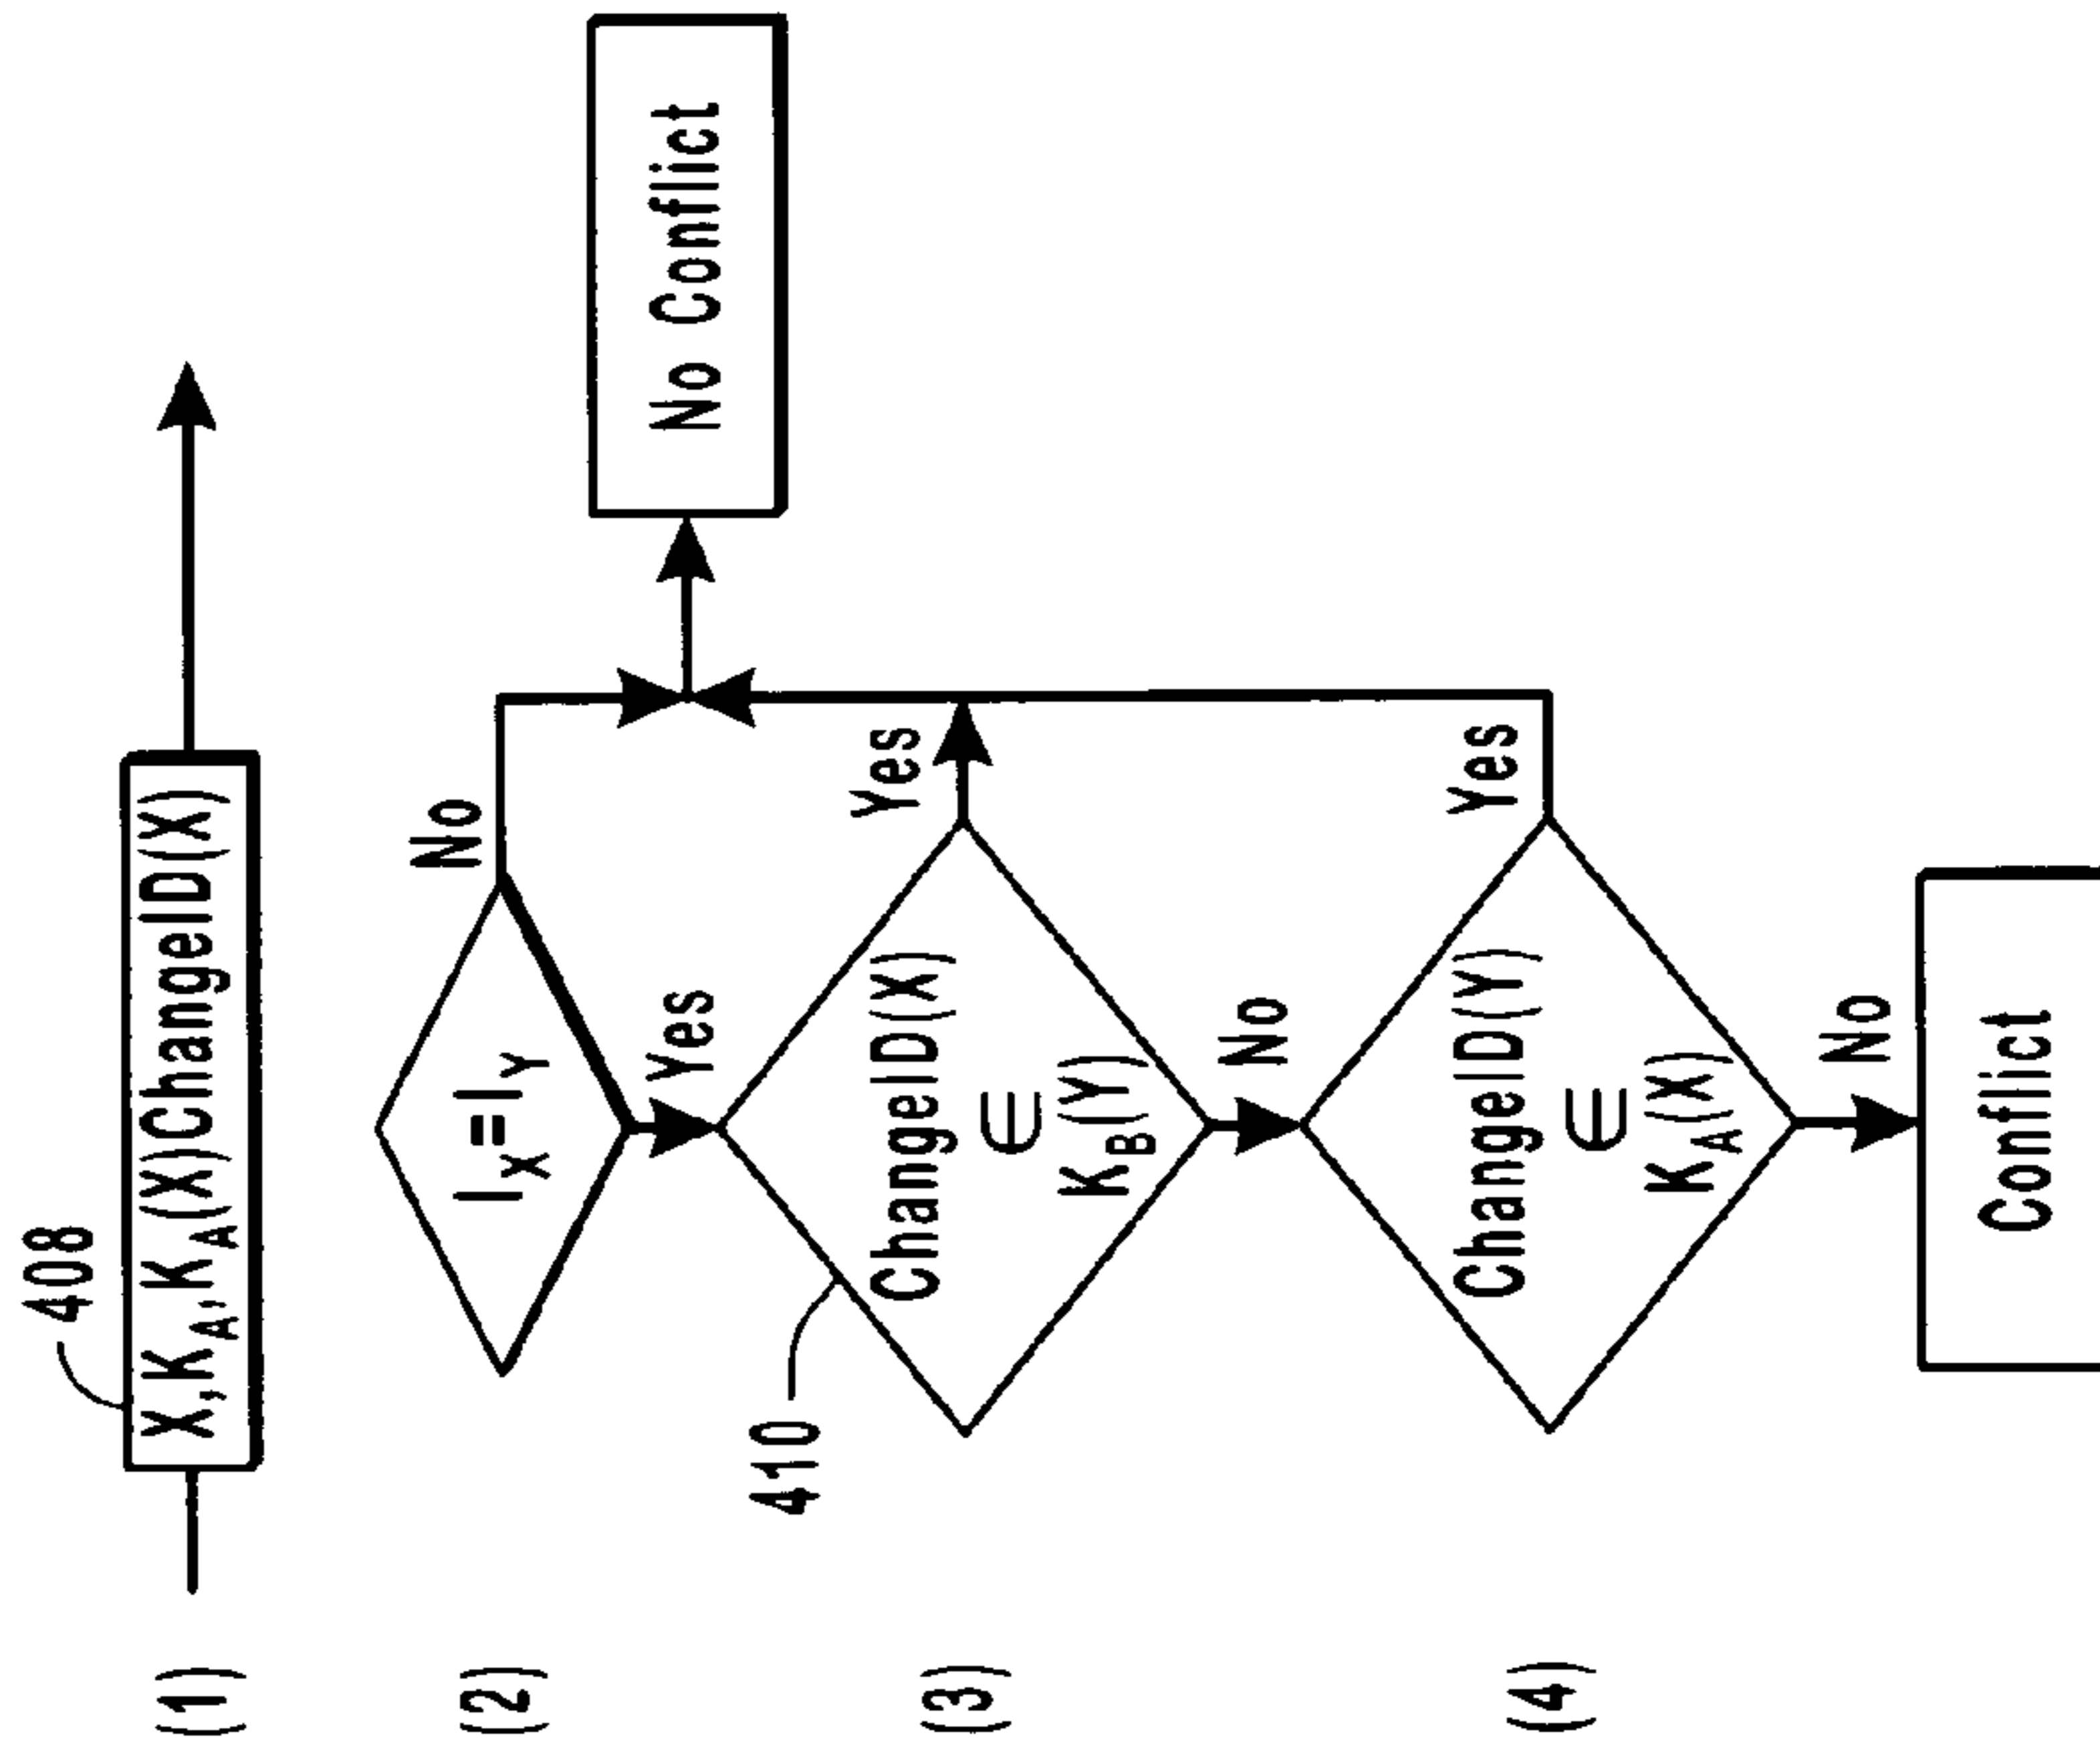 408
(1)
X,K_A,K_A(X)ChangeID(X)
(2)
I_X=I_Y
No
Yes
No Conflict
410
(3)
ChangeID(X)
∈
K_B(Y)
Yes
No
(4)
ChangeID(Y)
∈
K_A(X)
Yes
No
Conflict